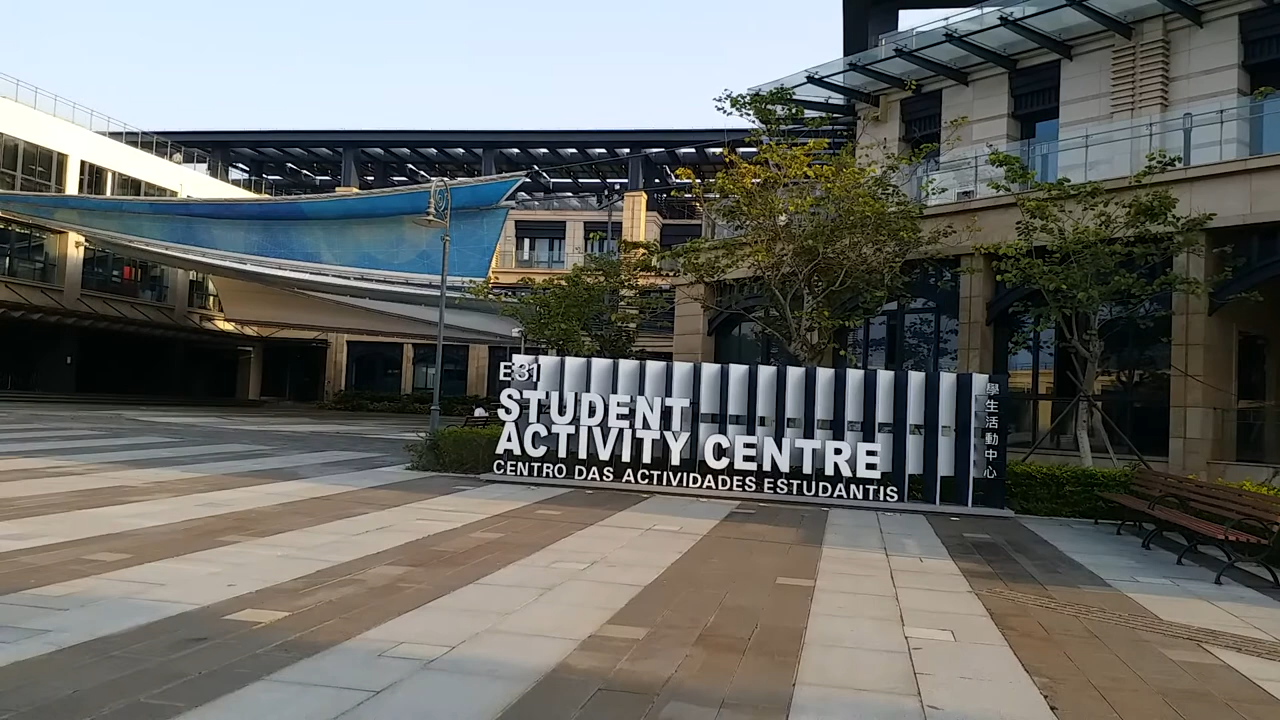 E31
STUDENT
ACTIVITY CENTRE
CENTRO DAS ACTIVIDADES ESTUDANTIS
學生活動中心